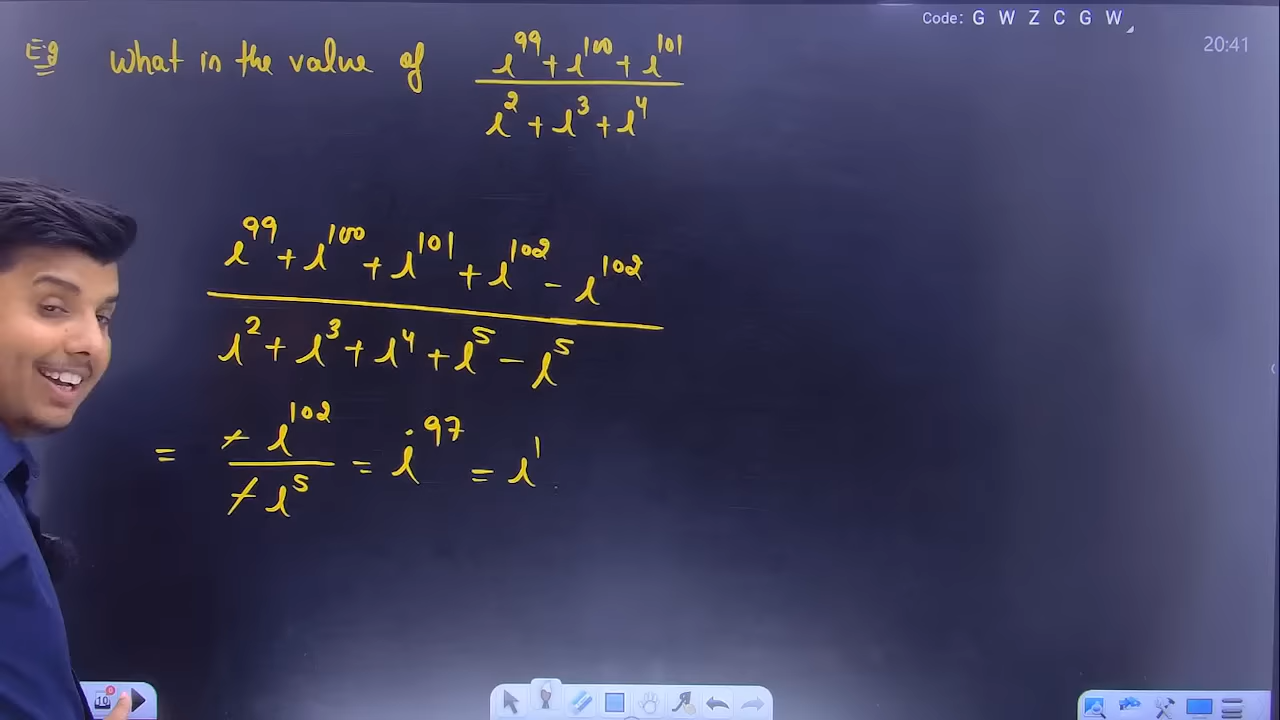 Code: G W Z C G W
20:41
Eg What in the value of (i^99 + i^100 + i^101) / (i^2 + i^3 + i^4)
(i^99 + i^100 + i^101 + i^102 - i^102) / (i^2 + i^3 + i^4 + i^5 - i^5)
= (- i^102) / (- i^5) = i^97 = i^1
10